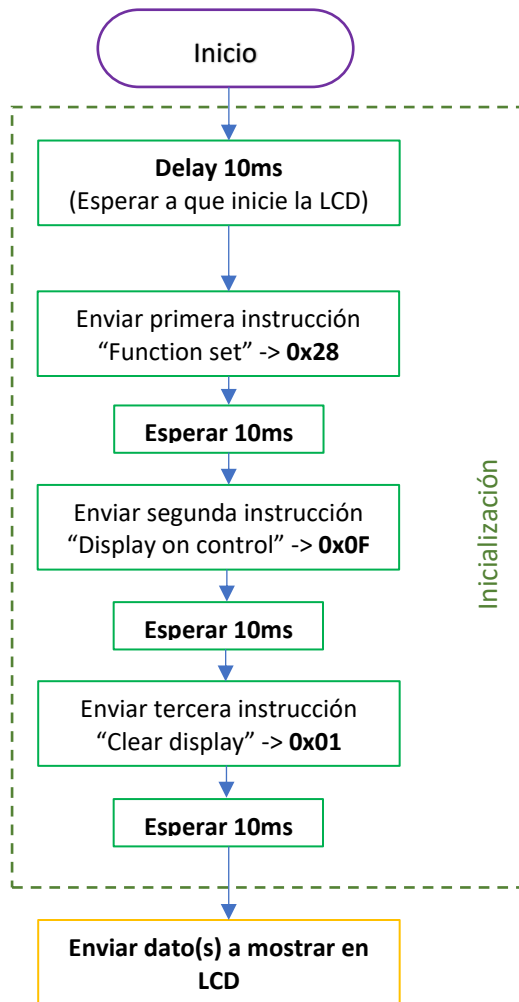 Inicio
Delay 10ms
(Esperar a que inicie la LCD)
Enviar primera instrucción
“Function set” -> 0x28
Esperar 10ms
Enviar segunda instrucción
“Display on control” -> 0x0F
Esperar 10ms
Enviar tercera instrucción
“Clear display” -> 0x01
Esperar 10ms
Inicialización
Enviar dato(s) a mostrar en
LCD